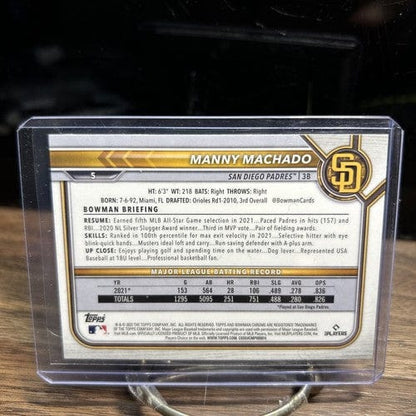 MANNY MACHADO
SAN DIEGO PADRES™ | 3B
SD
5
HT: 6'3" WT: 218 BATS: Right THROWS: Right
BORN: 7-6-92, Miami, FL DRAFTED: Orioles Rd1-2010, 3rd Overall @BowmanCards
BOWMAN BRIEFING
RESUME: Earned fifth MLB All-Star Game selection in 2021...Paced Padres in hits (157) and
RBI...2020 NL Silver Slugger Award winner...Third in MVP vote...Pair of fielding awards.
SKILLS: Ranked in 100th percentile for max exit velocity in 2021...Selective hitter with eye
blink-quick hands...Musters ideal loft and carry...Run saving defender with A-plus arm.
UP CLOSE: Enjoys playing golf and spending time on the water...Dog lover...Represented USA
Baseball at 18U level...Professional basketball fan.
MAJOR LEAGUE BATTING RECORD
YR G AB HR RBI SLG AVG OPS
2021* 153 564 28 106 .489 .278 .836
TOTALS 1295 5095 251 751 .488 .280 .826
*Played at San Diego Padres
TOPPS
PLAYERS